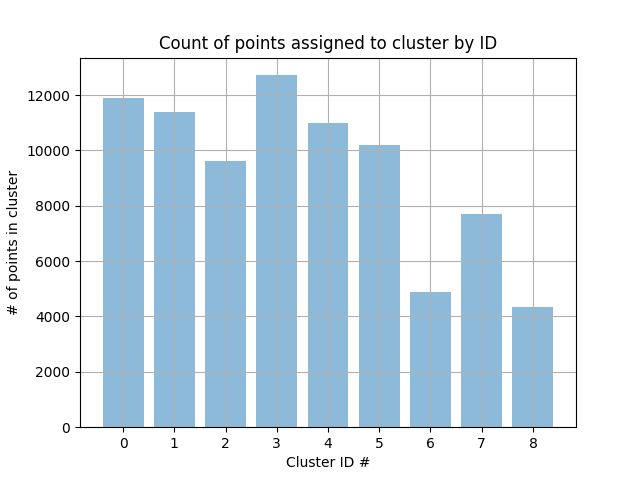 Count of points assigned to cluster by ID
# of points in cluster
12000
10000
8000
6000
4000
2000
0
0 1 2 3 4 5 6 7 8
Cluster ID #